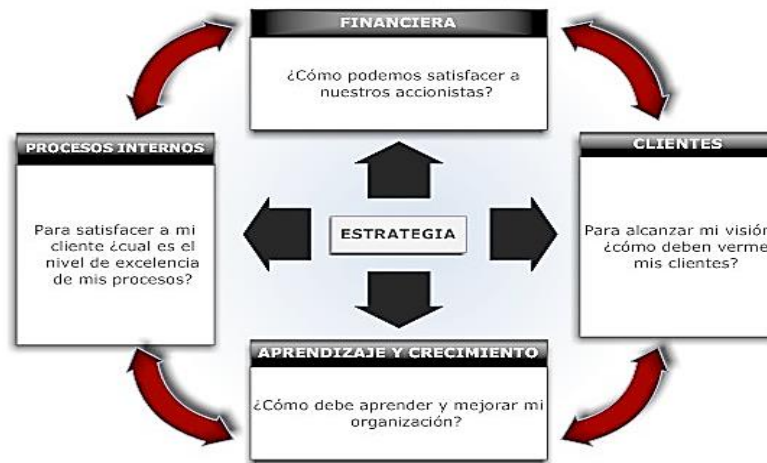 FINANCIERA
¿Cómo podemos satisfacer a
nuestros accionistas?
PROCESOS INTERNOS
Para satisfacer a mi
cliente ¿cual es el
nivel de excelencia
de mis procesos?
ESTRATEGIA
CLIENTES
Para alcanzar mi visión
¿cómo deben verme
mis clientes?
APRENDIZAJE Y CRECIMIENTO
¿Cómo debe aprender y mejorar mi
organización?